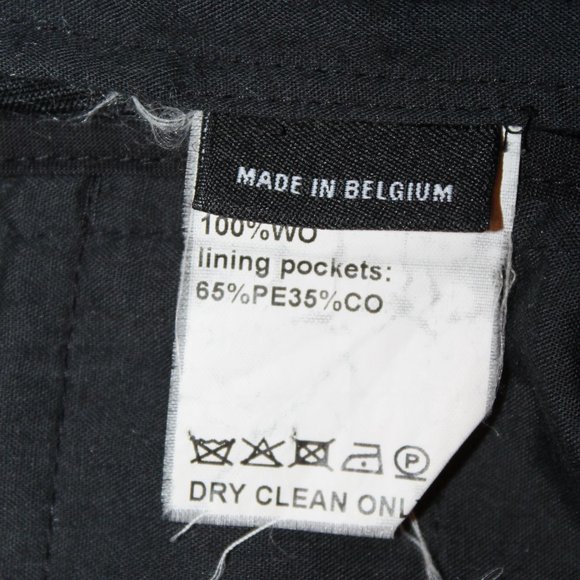 MADE IN BELGIUM
100%WO
lining pockets:
65%PE35%CO
P
DRY CLEAN ONL